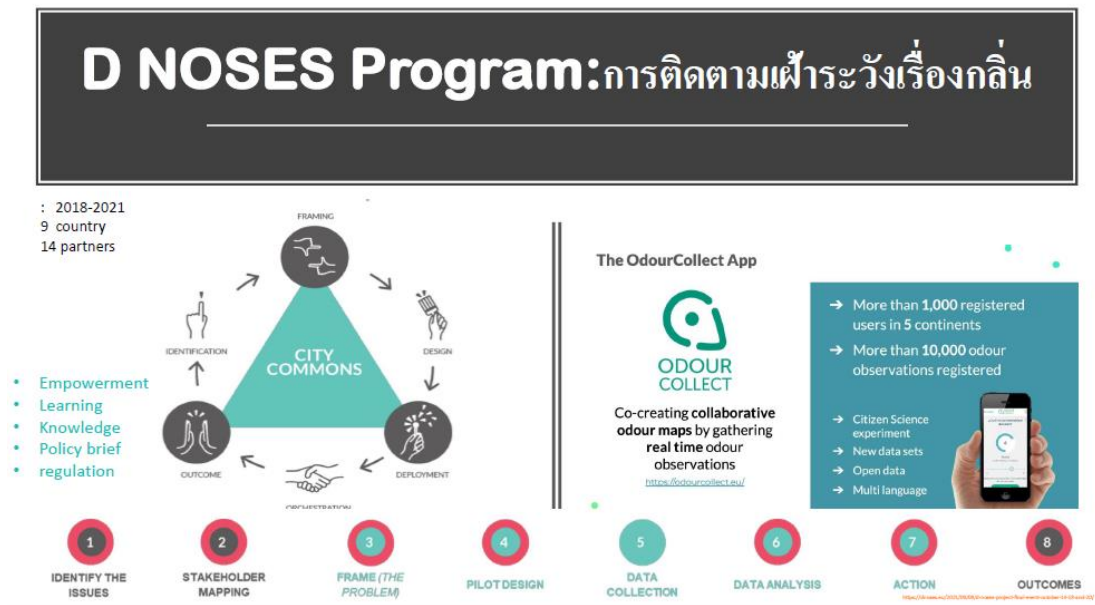 D NOSES Program:การติดตามเฝ้าระวังเรื่องกลิ่น
: 2018-2021
9 country
14 partners
FRAMING
IDENTIFICATION
DESIGN
CITY
COMMONS
OUTCOME
DEPLOYMENT
ORCHESTRATION
• Empowerment
• Learning
• Knowledge
• Policy brief
• regulation
The OdourCollect App
ODOUR
COLLECT
Co-creating collaborative
odour maps by gathering
real time odour
observations
https://odourcollect.eu/
→ More than 1,000 registered
users in 5 continents
→ More than 10,000 odour
observations registered
→ Citizen Science
experiment
→ New data sets
→ Open data
→ Multi language
1
IDENTIFY THE
ISSUES
2
STAKEHOLDER
MAPPING
3
FRAME (THE
PROBLEM)
4
PILOT DESIGN
5
DATA
COLLECTION
6
DATA ANALYSIS
7
ACTION
8
OUTCOMES